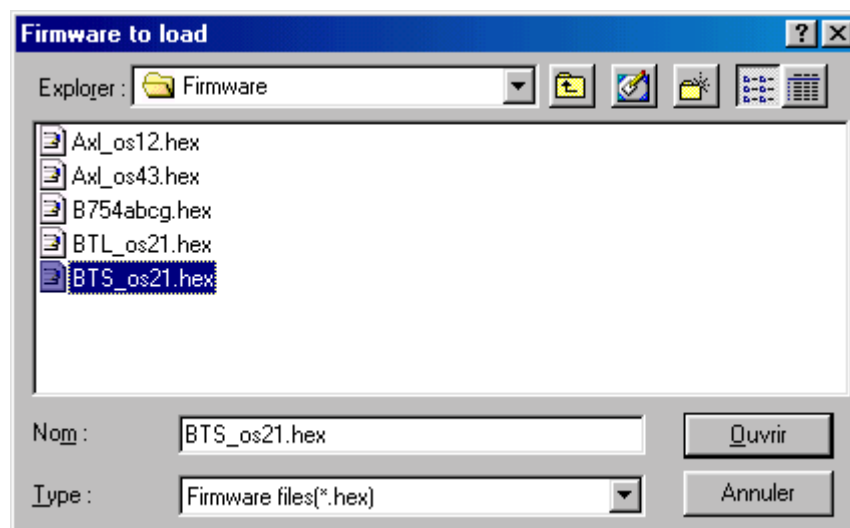 Firmware to load
Explorer : Firmware
Axl_os12.hex
Axl_os43.hex
B754abcg.hex
BTL_os21.hex
BTS_os21.hex
Nom : BTS_os21.hex Ouvrir
Type : Firmware files(*.hex) Annuler